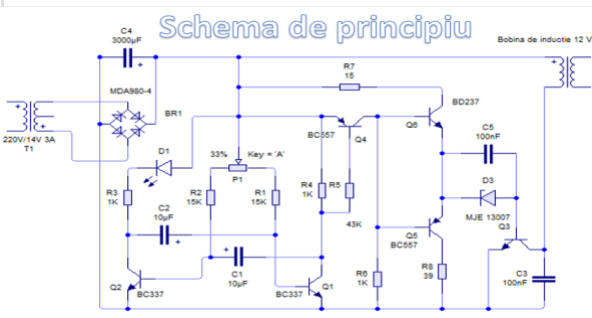 Schema de principiu
C4
3000µF
Bobina de inductie 12 V
MDA980-4
BR1
220V/14V 3A
T1
R7
15
BD237
Q6
BC557
Q4
C5
100nF
D1
33%
Key = 'A'
P1
R3
1K
R2
15K
R1
15K
R4
1K
R5
43K
D3
MJE 13007
Q3
C2
10µF
C1
10µF
Q5
BC557
R6
1K
R8
39
C3
100nF
Q2
BC337
BC337
Q1